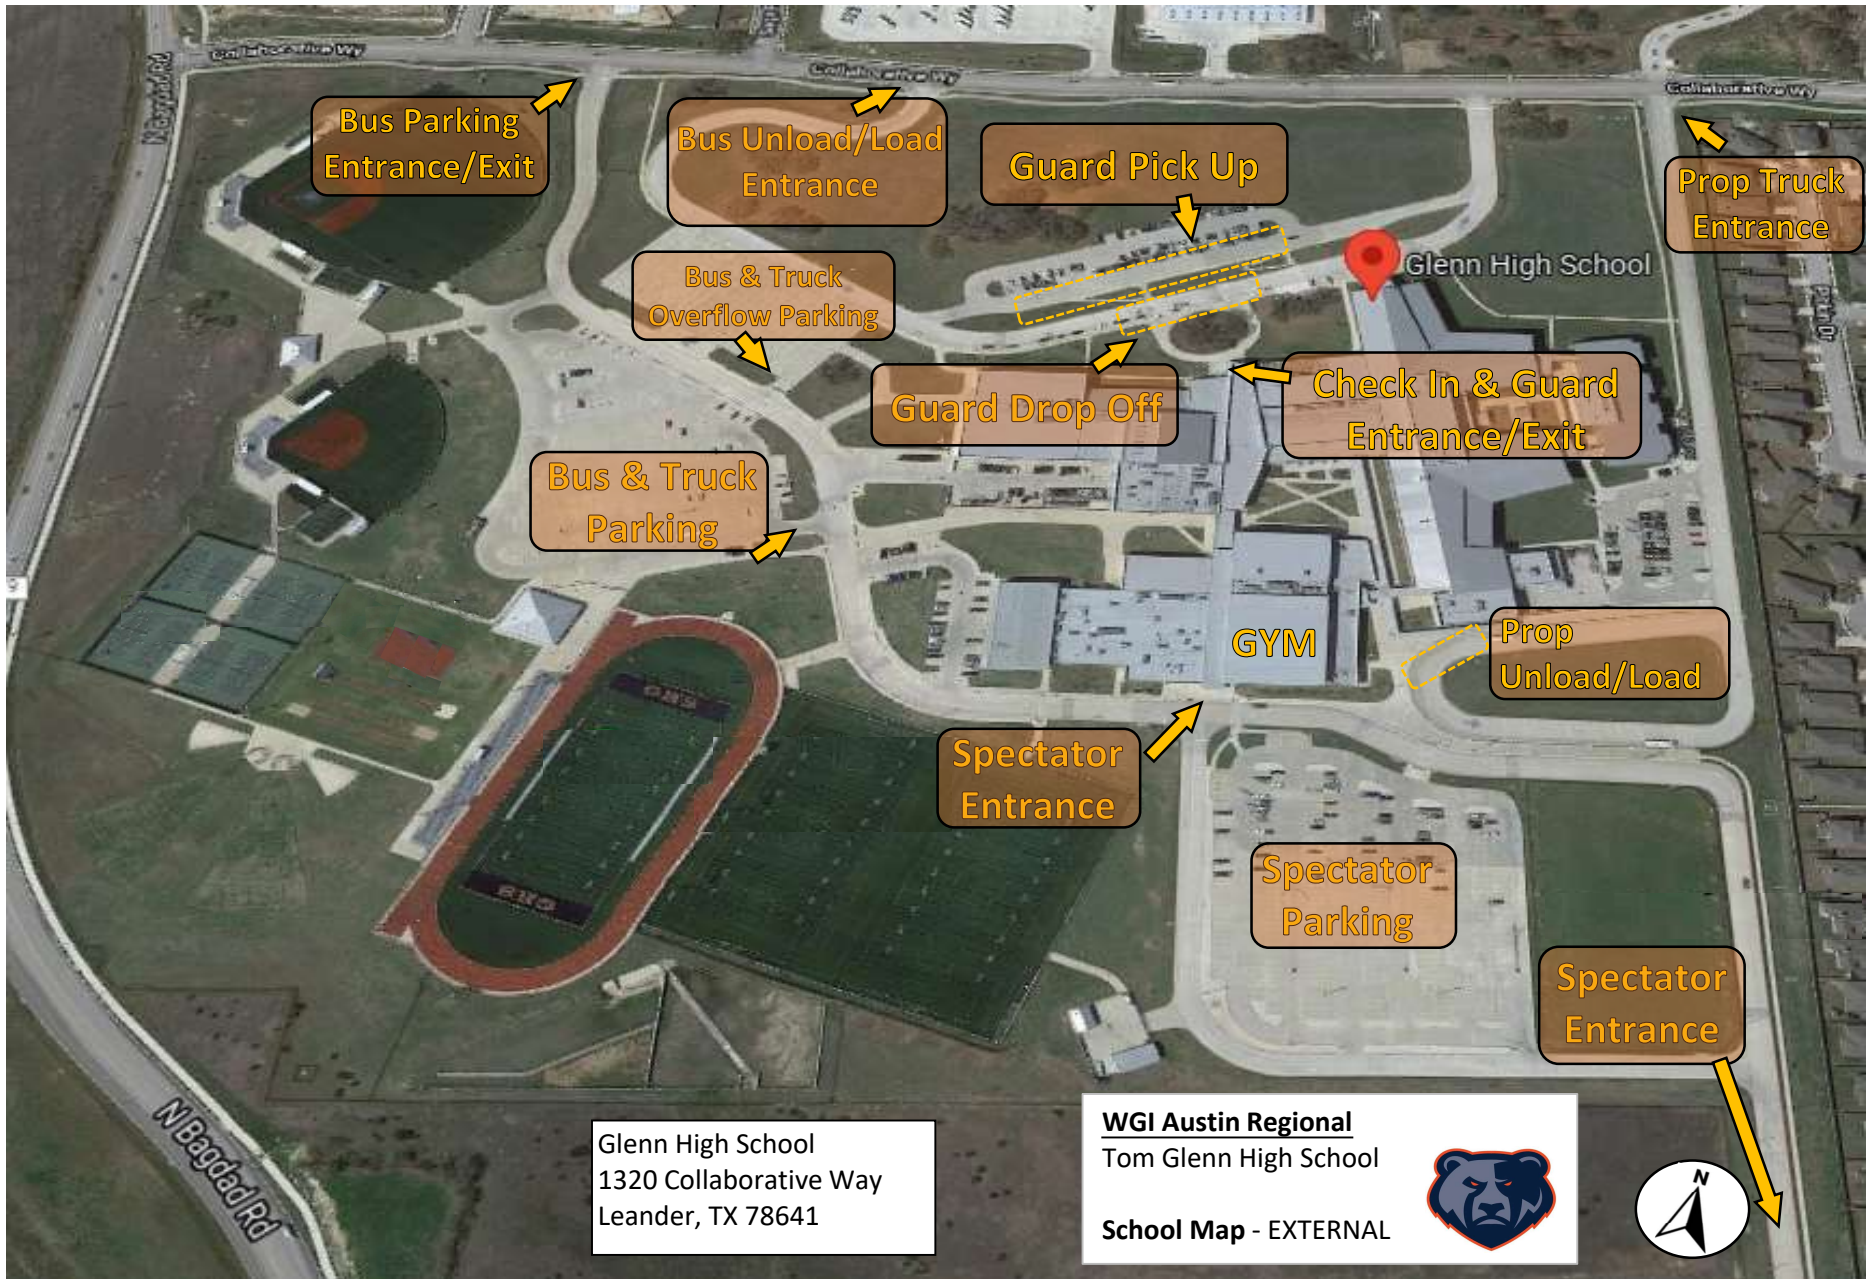 N Bagdad Rd
Collaborative Wy
Collaborative Wy
Collaborative Wy
Bus Parking
Entrance/Exit
Bus Unload/Load
Entrance
Guard Pick Up
Prop Truck
Entrance
Bus & Truck
Overflow Parking
Glenn High School
Guard Drop Off
Check In & Guard
Entrance/Exit
Bus & Truck
Parking
GYM
Prop
Unload/Load
Spectator
Entrance
Spectator
Parking
Spectator
Entrance
N Bagdad Rd
Glenn High School
1320 Collaborative Way
Leander, TX 78641
WGI Austin Regional
Tom Glenn High School
School Map - EXTERNAL
N